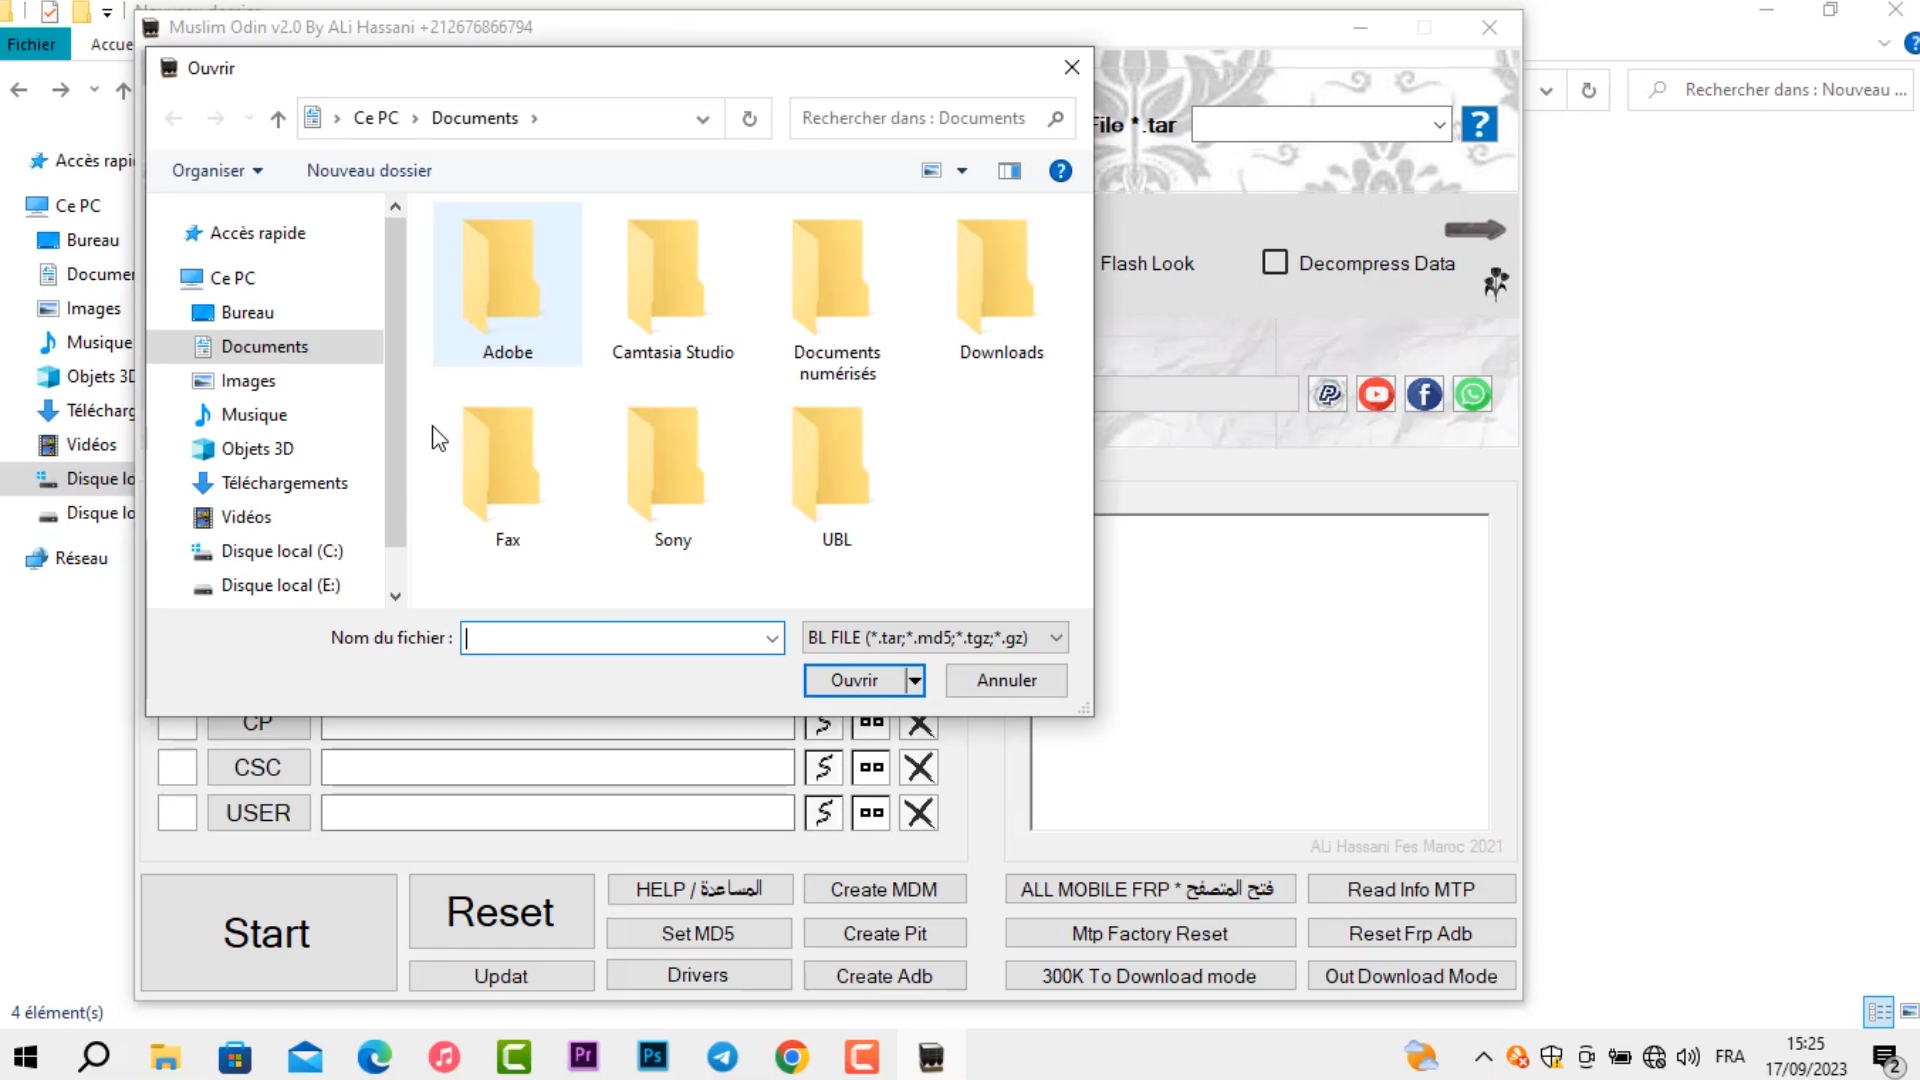 Muslim Odin v2.0 By ALi Hassani +212676866794
Fichier
Accue
Ouvrir
Ce PC
Documents
Rechercher dans : Documents
File *.tar
Rechercher dans : Nouveau ...
Organiser
Nouveau dossier
Accès rapi
Ce PC
Bureau
Documer
Images
Musique
Objets 3D
Télécharg
Vidéos
Disque lo
Disque lo
Réseau
Accès rapide
Ce PC
Bureau
Documents
Images
Musique
Objets 3D
Téléchargements
Vidéos
Disque local (C:)
Disque local (E:)
Adobe
Camtasia Studio
Documents
numérisés
Downloads
Fax
Sony
UBL
Flash Look
Decompress Data
Nom du fichier :
BL FILE (*.tar;*.md5;*.tgz;*.gz)
Ouvrir
Annuler
CP
CSC
USER
ALi Hassani Fes Maroc 2021
Start
Reset
Updat
HELP / المساعدة
Create MDM
Set MD5
Create Pit
Drivers
Create Adb
ALL MOBILE FRP * فتح المتصفح
Read Info MTP
Mtp Factory Reset
Reset Frp Adb
300K To Download mode
Out Download Mode
4 élément(s)
Pr
Ps
FRA
15:25
17/09/2023
2